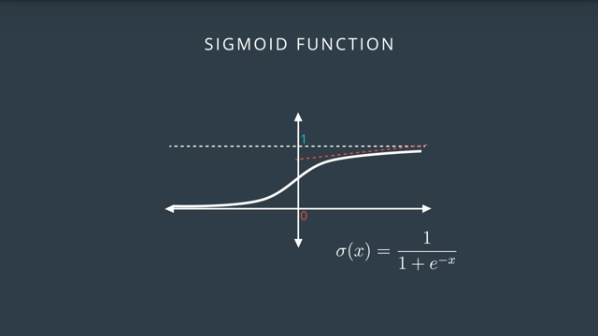 SIGMOID FUNCTION
1
0
σ(x) = 1 / (1 + e^{-x})